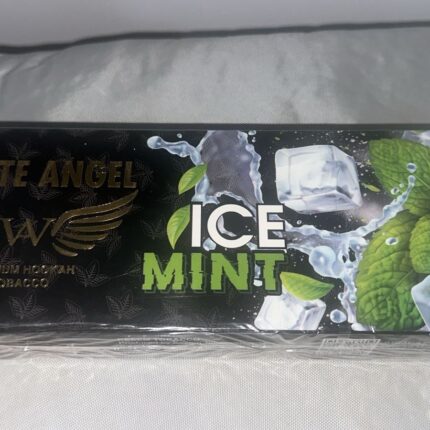 TE ANGEL
W
IUM HOOKAH
OBACCO
ICE
MINT